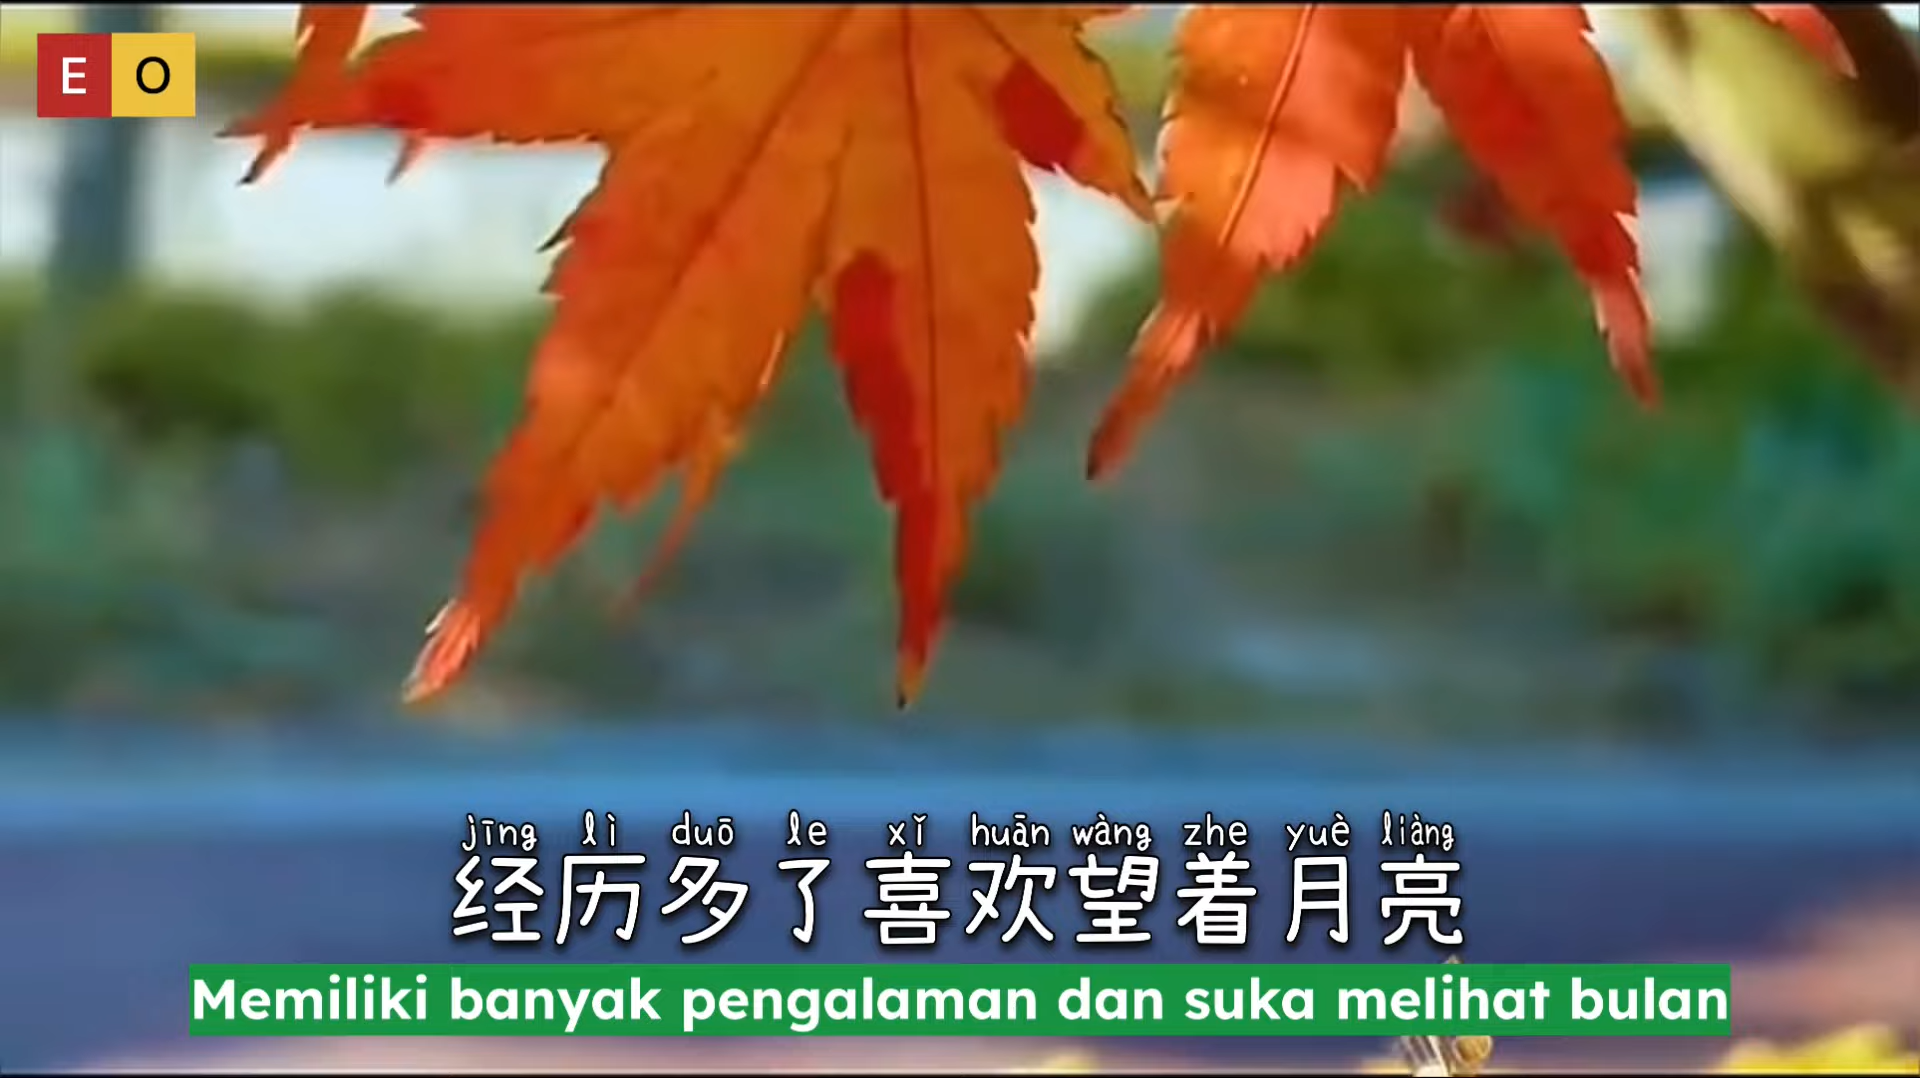 E O
jīng lì duō le xǐ huān wàng zhe yuè liàng
经历多了喜欢望着月亮
Memiliki banyak pengalaman dan suka melihat bulan